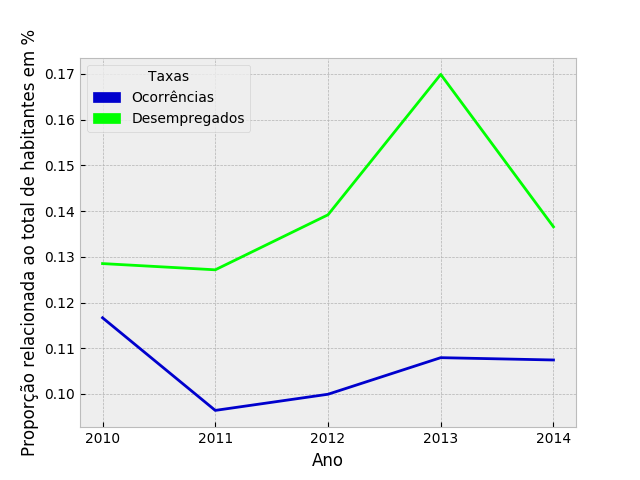 Proporção relacionada ao total de habitantes em %
0.17
0.16
0.15
0.14
0.13
0.12
0.11
0.10
Taxas
Ocorrências
Desempregados
2010 2011 2012 2013 2014
Ano